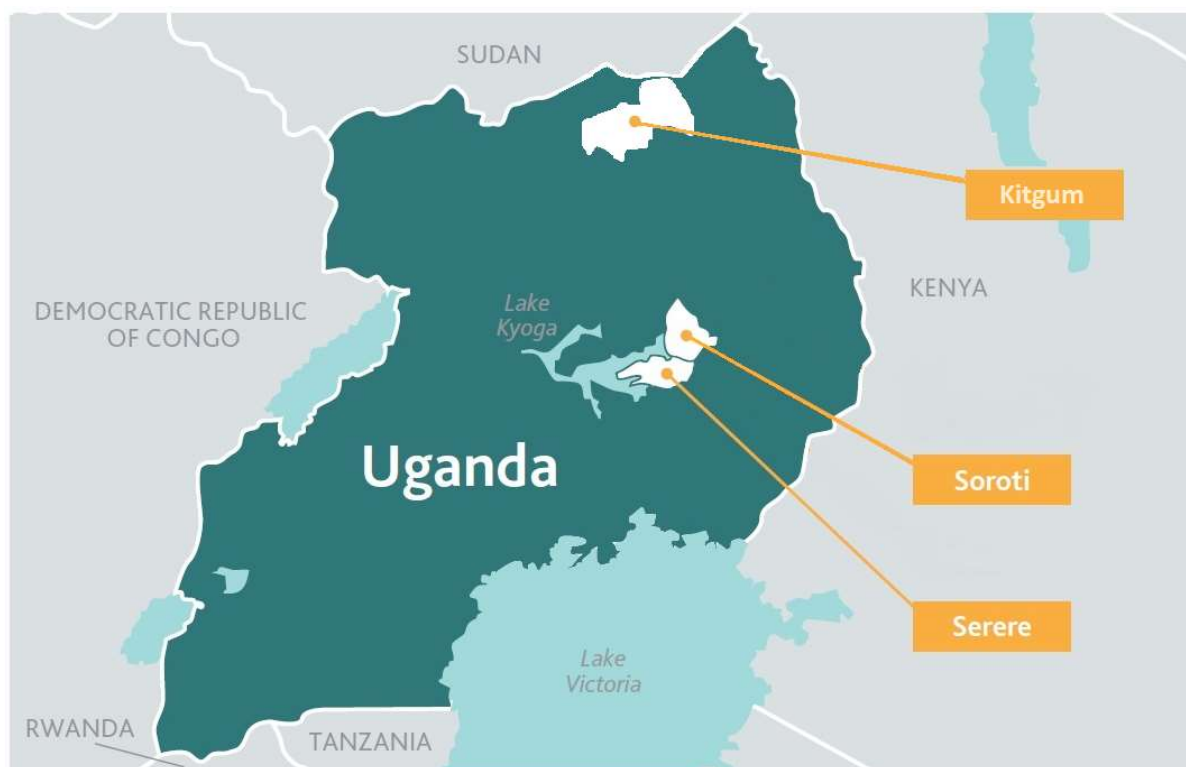 SUDAN
Kitgum
KENYA
DEMOCRATIC REPUBLIC
OF CONGO
Lake
Kyoga
Uganda
Soroti
Serere
Lake
Victoria
RWANDA
TANZANIA